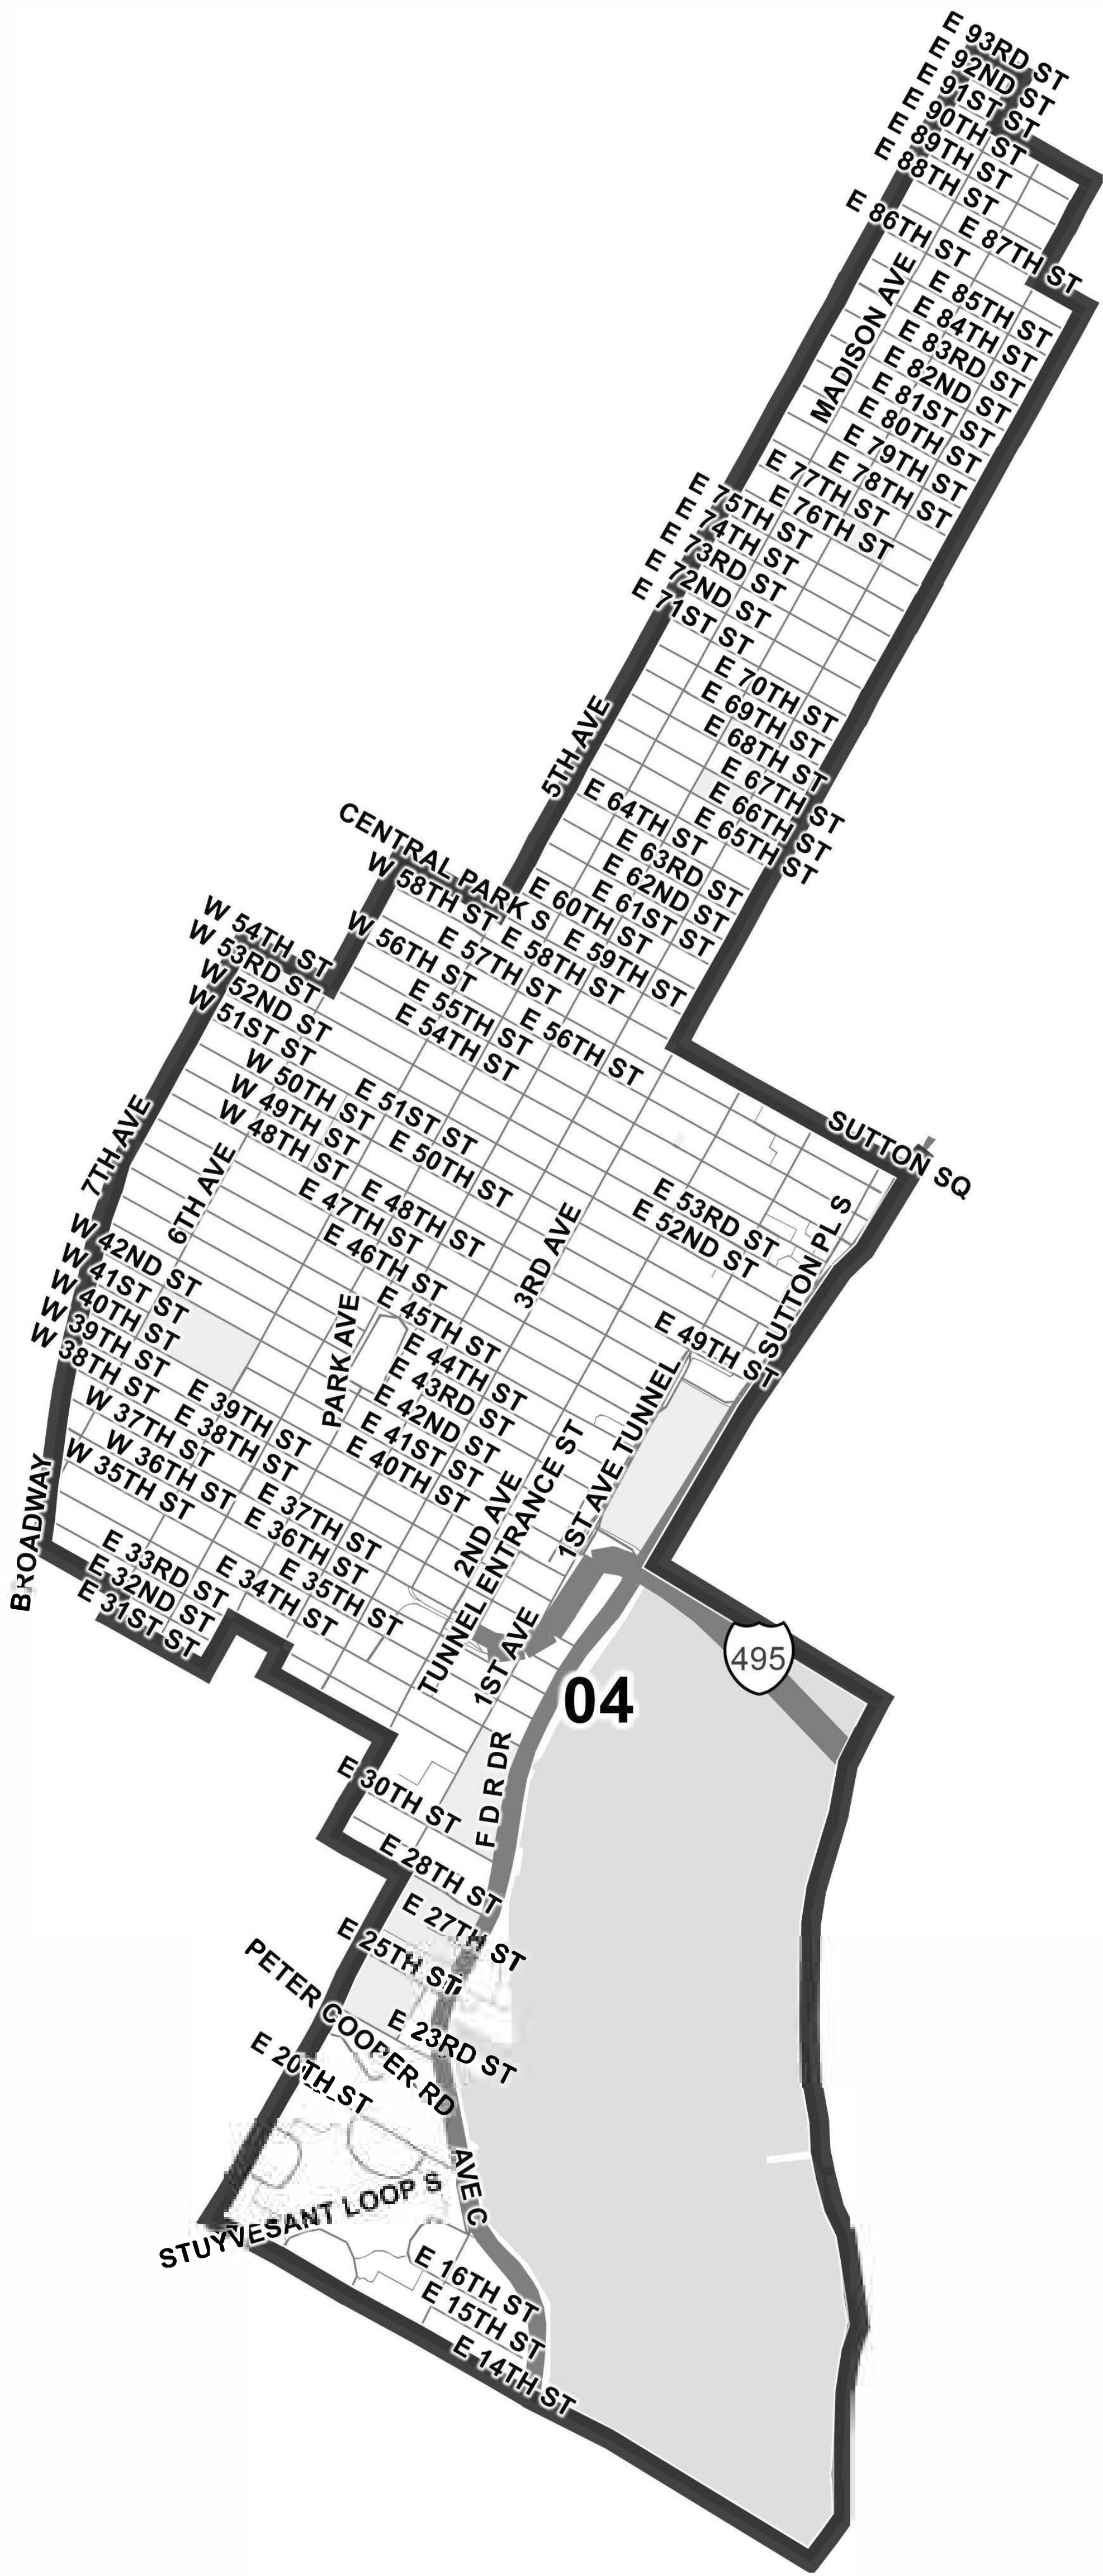 E 93RD ST
E 92ND ST
E 91ST ST
E 90TH ST
E 89TH ST
E 88TH ST
E 87TH ST
E 86TH ST
E 85TH ST
MADISON AVE
E 84TH ST
E 83RD ST
E 82ND ST
E 81ST ST
E 80TH ST
E 79TH ST
E 78TH ST
E 77TH ST
E 76TH ST
E 75TH ST
E 74TH ST
E 73RD ST
E 72ND ST
E 71ST ST
E 70TH ST
E 69TH ST
E 68TH ST
5TH AVE
E 67TH ST
E 66TH ST
E 65TH ST
E 64TH ST
E 63RD ST
E 62ND ST
E 61ST ST
E 60TH ST
E 59TH ST
CENTRAL PARK S
W 58TH ST
E 58TH ST
E 57TH ST
W 56TH ST
E 56TH ST
E 55TH ST
E 54TH ST
W 54TH ST
W 53RD ST
W 52ND ST
W 51ST ST
W 50TH ST
E 51ST ST
W 49TH ST
E 50TH ST
W 48TH ST
SUTTON SQ
7TH AVE
6TH AVE
E 48TH ST
E 47TH ST
E 46TH ST
3RD AVE
E 53RD ST
E 52ND ST
SUTTON PL S
W 42ND ST
W 41ST ST
W 40TH ST
W 39TH ST
W 38TH ST
PARK AVE
E 45TH ST
E 44TH ST
E 43RD ST
E 42ND ST
E 41ST ST
E 40TH ST
E 49TH ST
1ST AVE TUNNEL
W 37TH ST
E 39TH ST
E 38TH ST
W 36TH ST
W 35TH ST
E 37TH ST
E 36TH ST
E 35TH ST
2ND AVE
TUNNEL ENTRANCE ST
BROADWAY
E 34TH ST
E 33RD ST
E 32ND ST
E 31ST ST
1ST AVE
495
04
F D R DR
E 30TH ST
E 28TH ST
E 27TH ST
E 25TH ST
E 23RD ST
PETER COOPER RD
E 20TH ST
AVE C
STUYVESANT LOOP S
E 16TH ST
E 15TH ST
E 14TH ST